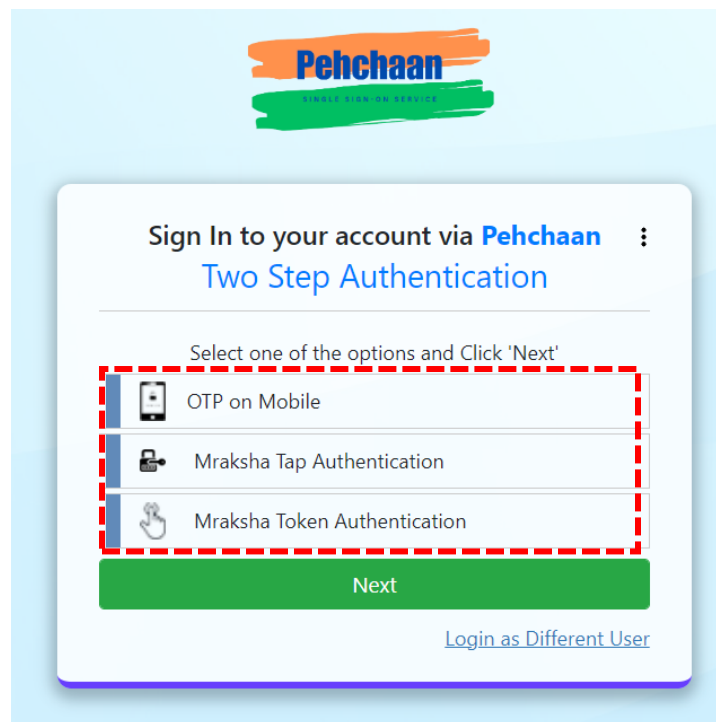 Pehchaan
SINGLE SIGN-ON SERVICE
Sign In to your account via Pehchaan
Two Step Authentication
Select one of the options and Click 'Next'
OTP on Mobile
Mraksha Tap Authentication
Mraksha Token Authentication
Next
Login as Different User